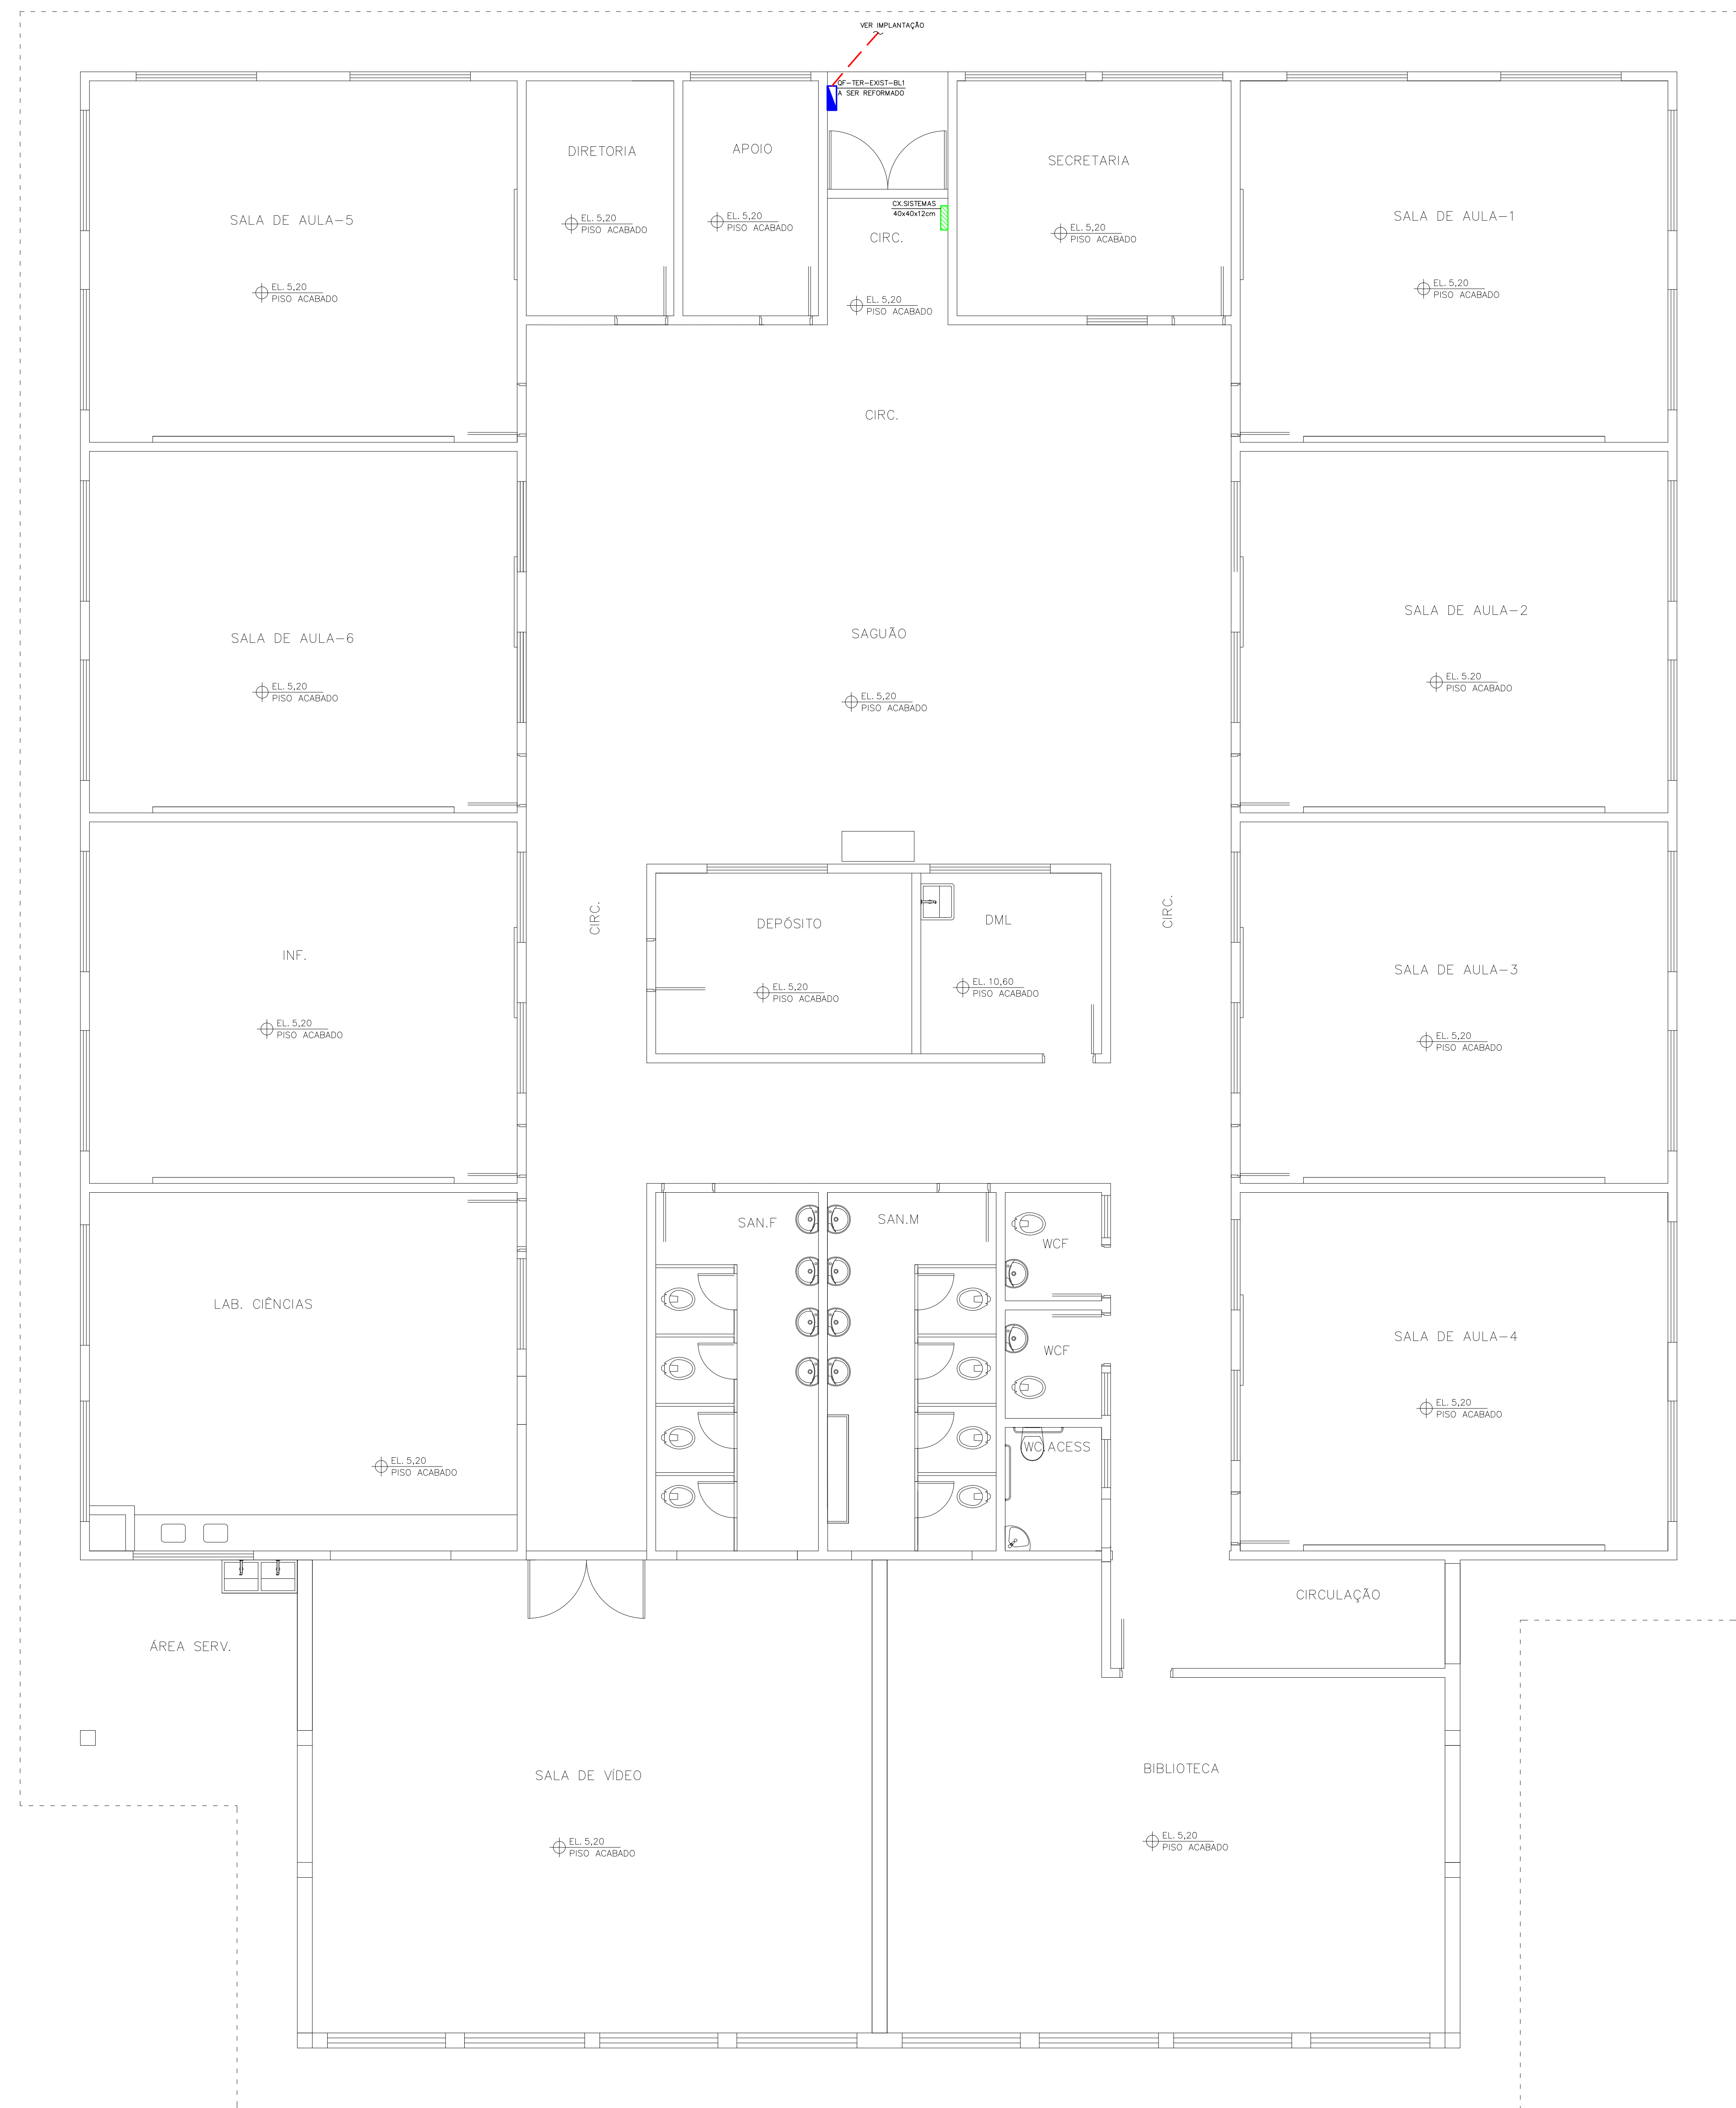 VER IMPLANTAÇÃO
QF-TER-EXIST-BL1
A SER REFORMADO
DIRETORIA
APOIO
SECRETARIA
CX.SISTEMAS
40x40x12cm
SALA DE AULA-5
EL. 5,20
PISO ACABADO
EL. 5,20
PISO ACABADO
CIRC.
EL. 5,20
PISO ACABADO
SALA DE AULA-1
EL. 5,20
PISO ACABADO
EL. 5,20
PISO ACABADO
EL. 5,20
PISO ACABADO
CIRC.
SALA DE AULA-6
EL. 5,20
PISO ACABADO
SAGUÃO
EL. 5,20
PISO ACABADO
SALA DE AULA-2
EL. 5.20
PISO ACABADO
INF.
EL. 5,20
PISO ACABADO
CIRC.
DEPÓSITO
EL. 5,20
PISO ACABADO
DML
EL. 10,60
PISO ACABADO
CIRC.
SALA DE AULA-3
EL. 5,20
PISO ACABADO
SAN.F
SAN.M
WCF
WCF
WC.ACESS
LAB. CIÊNCIAS
EL. 5,20
PISO ACABADO
SALA DE AULA-4
EL. 5,20
PISO ACABADO
CIRCULAÇÃO
ÁREA SERV.
SALA DE VÍDEO
EL. 5,20
PISO ACABADO
BIBLIOTECA
EL. 5,20
PISO ACABADO